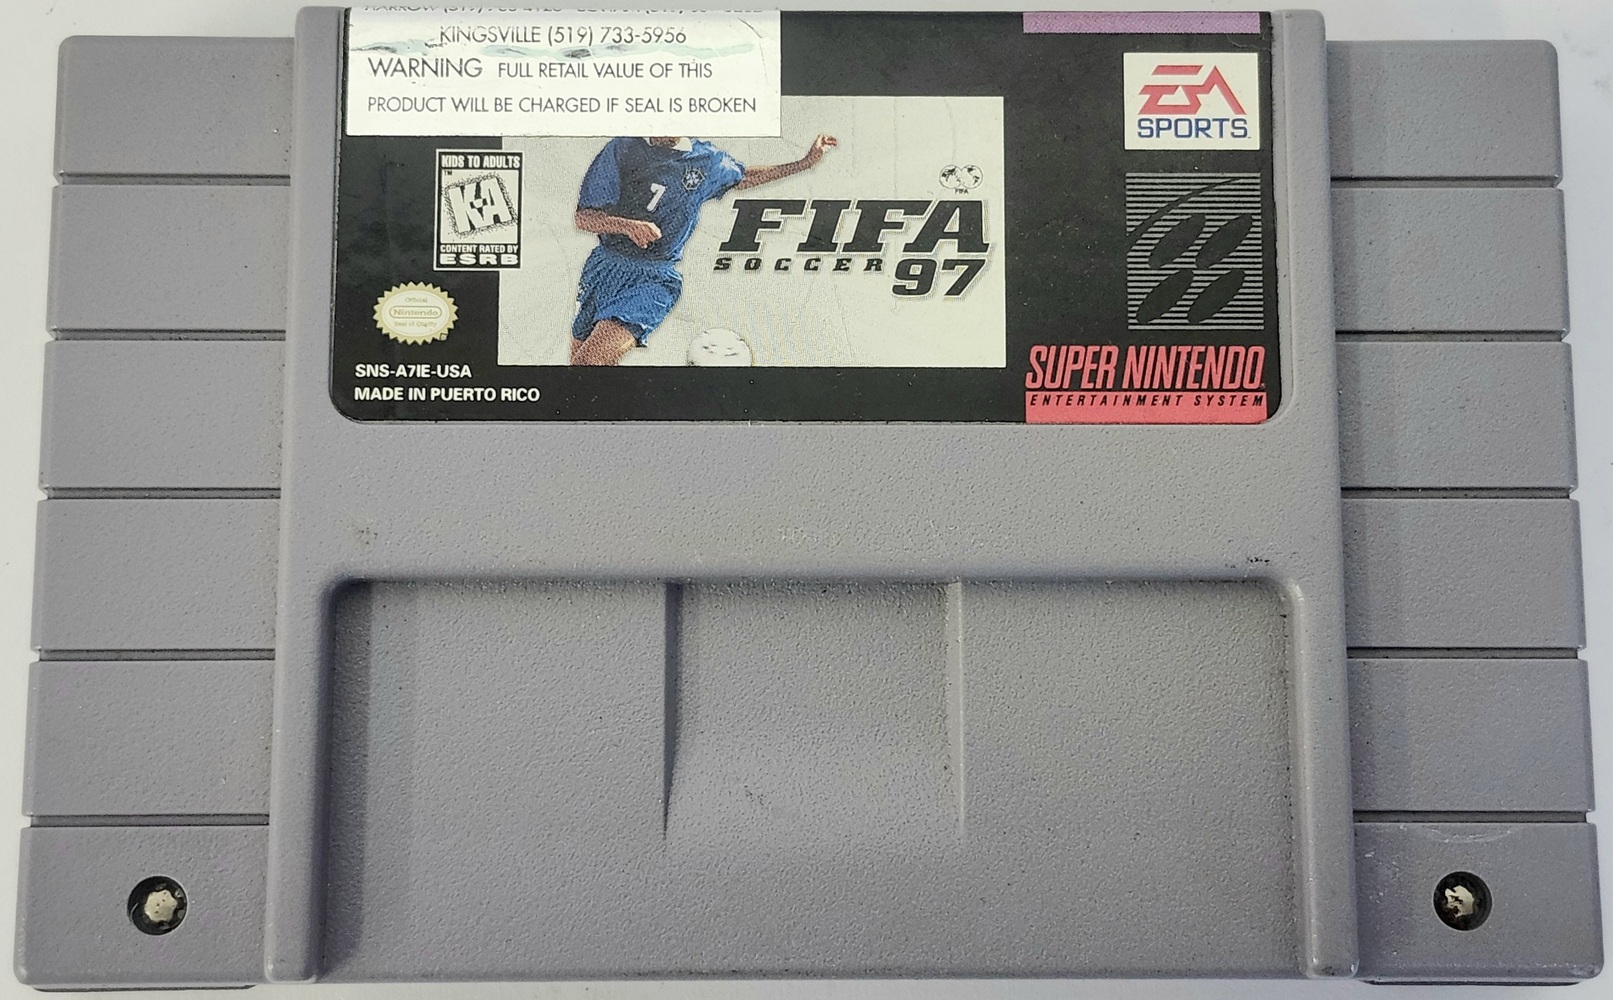 KINGSVILLE (519) 733-5956
WARNING FULL RETAIL VALUE OF THIS
PRODUCT WILL BE CHARGED IF SEAL IS BROKEN
EA
SPORTS
KIDS TO ADULTS
K-A
CONTENT RATED BY
ESRB
7
FIFA
FIFA
SOCCER 97
Official
Nintendo
Seal of Quality
SNS-A7IE-USA
MADE IN PUERTO RICO
SUPER NINTENDO
ENTERTAINMENT SYSTEM